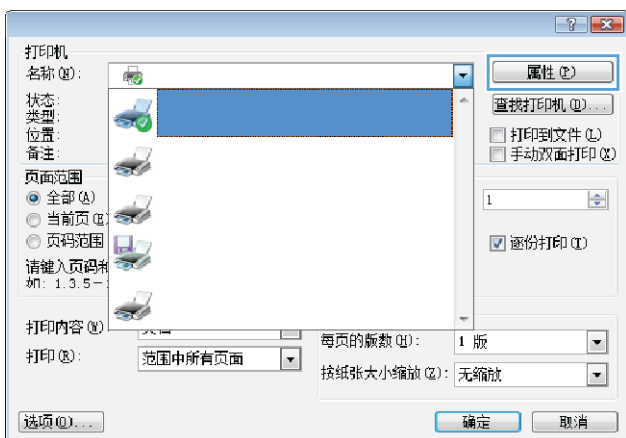 打印机
名称(N):
属性(P)
状态:
类型:
查找打印机(D)...
位置:
打印到文件(L)
备注:
手动双面打印(X)
页面范围
全部(A)
1
当前页(E)
页码范围
逐份打印(T)
请键入页码和
如: 1.3.5-
打印内容(W)
每页的版数(H): 1 版
打印(R): 范围中所有页面
按纸张大小缩放(Z): 无缩放
选项(O)... 确定 取消